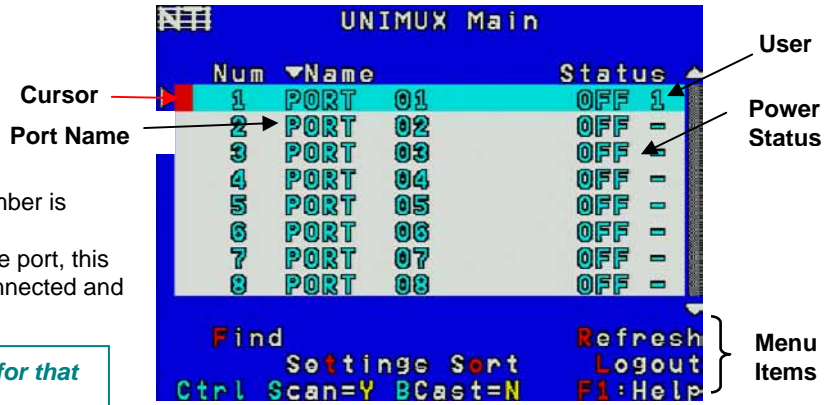 NTI UNIMUX Main
User
Num Name Status
Cursor
1 PORT 01 OFF 1
Power Status
Port Name
2 PORT 02 OFF -
3 PORT 03 OFF -
4 PORT 04 OFF -
5 PORT 05 OFF -
6 PORT 06 OFF -
7 PORT 07 OFF -
8 PORT 08 OFF -
mber is
e port, this
nnected and
for that
Find Refresh
Settings Sort Logout
Ctrl Scan=Y BCast=N F1:Help
Menu Items